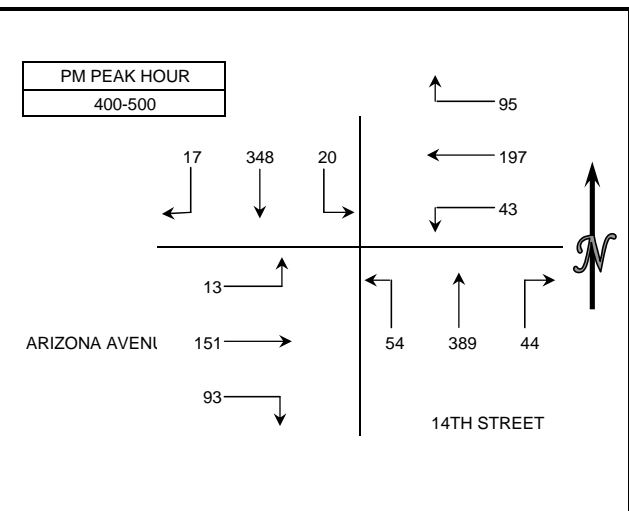 PM PEAK HOUR
400-500
95
17 348 20
197
43
N
13
ARIZONA AVENU 151
54 389 44
93
14TH STREET